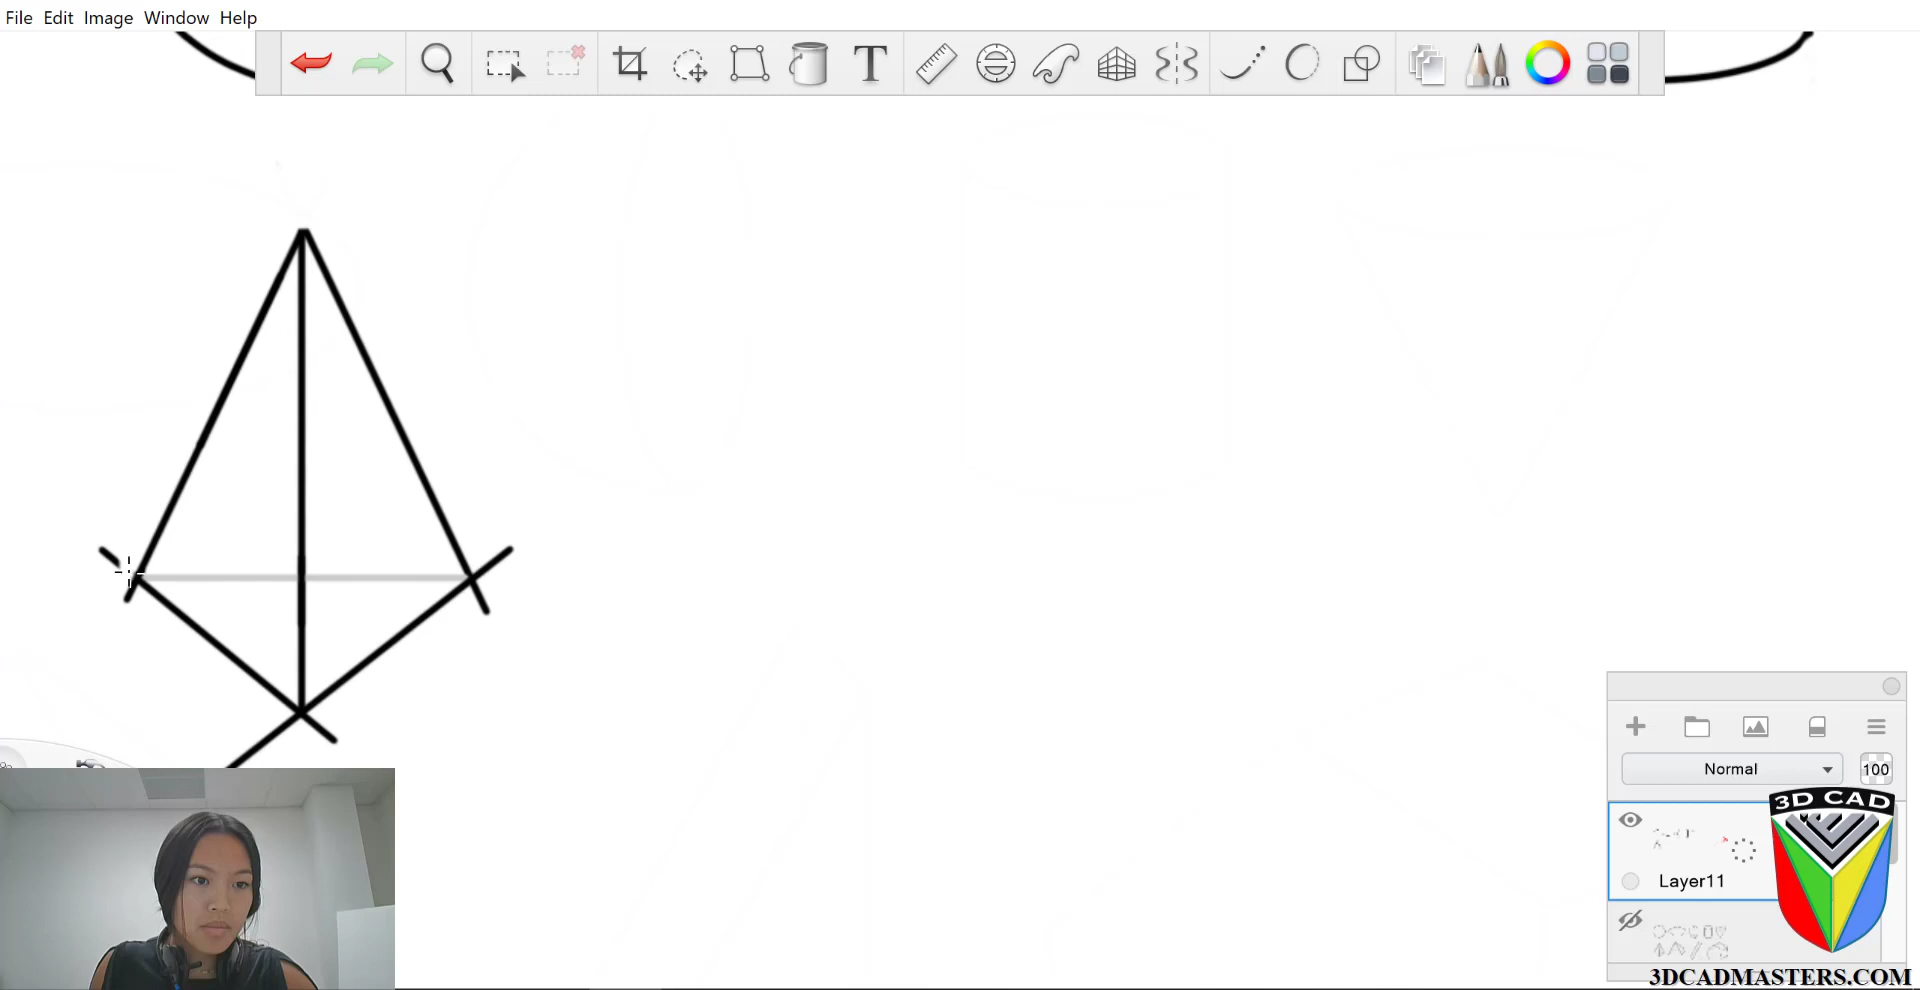 File Edit Image Window Help
T
Normal
100
3D CAD
Layer11
3DCADMASTERS.COM